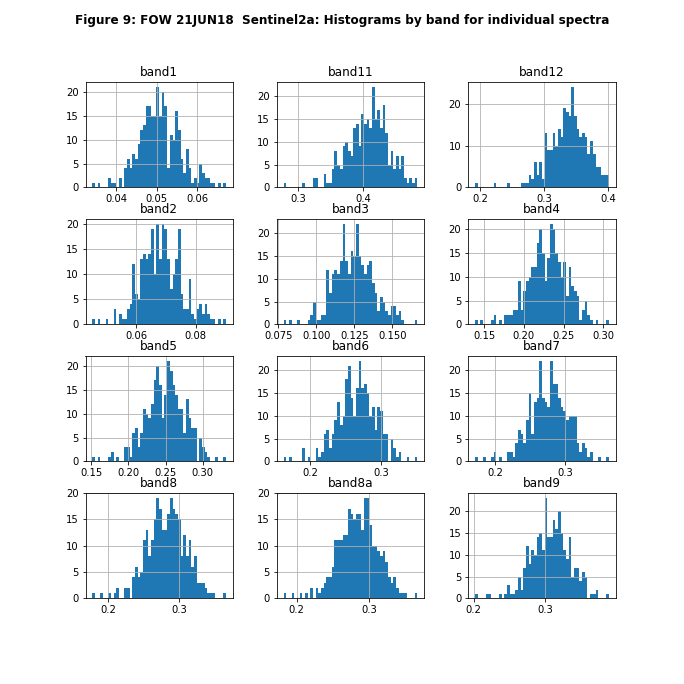 Figure 9: FOW 21JUN18  Sentinel2a: Histograms by band for individual spectra
band1 band11 band12
20 20 20
15 15
10 10 10
5 5
0 0 0
0.04 0.05 0.06 0.3 0.4 0.2 0.3 0.4
band2 band3 band4
20 20 20
15 15 15
10 10 10
5 5 5
0 0 0
0.06 0.08 0.075 0.100 0.125 0.150 0.15 0.20 0.25 0.30
band5 band6 band7
20 20 20
15 15 15
10 10 10
5 5 5
0 0 0
0.15 0.20 0.25 0.30 0.2 0.3 0.2 0.3
band8 band8a band9
20 20 20
15 15 15
10 10 10
5 5 5
0 0 0
0.2 0.3 0.2 0.3 0.2 0.3